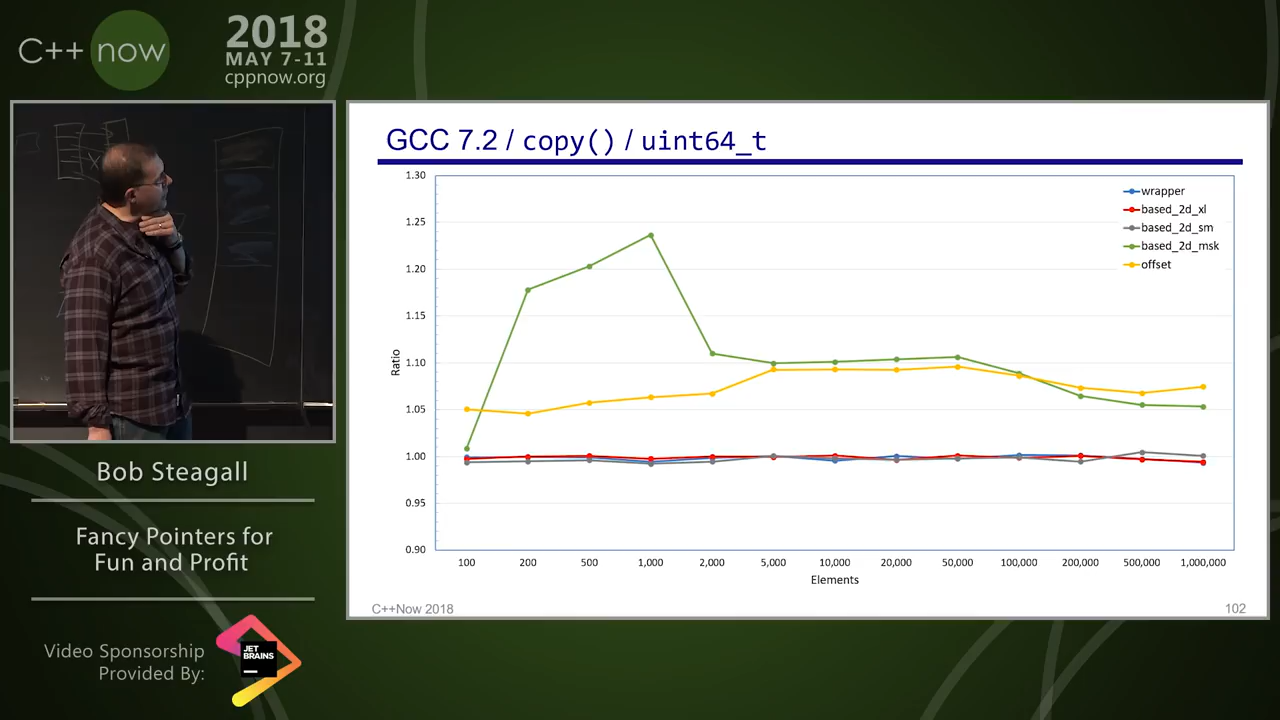 C++ now
2018
MAY 7-11
cppnow.org
GCC 7.2 / copy() / uint64_t
1.30
1.25
1.20
1.15
1.10
1.05
1.00
0.95
0.90
Ratio
wrapper
based_2d_xl
based_2d_sm
based_2d_msk
offset
100 200 500 1,000 2,000 5,000 10,000 20,000 50,000 100,000 200,000 500,000 1,000,000
Elements
C++Now 2018 102
Bob Steagall
Fancy Pointers for
Fun and Profit
Video Sponsorship
Provided By:
JET
BRAINS